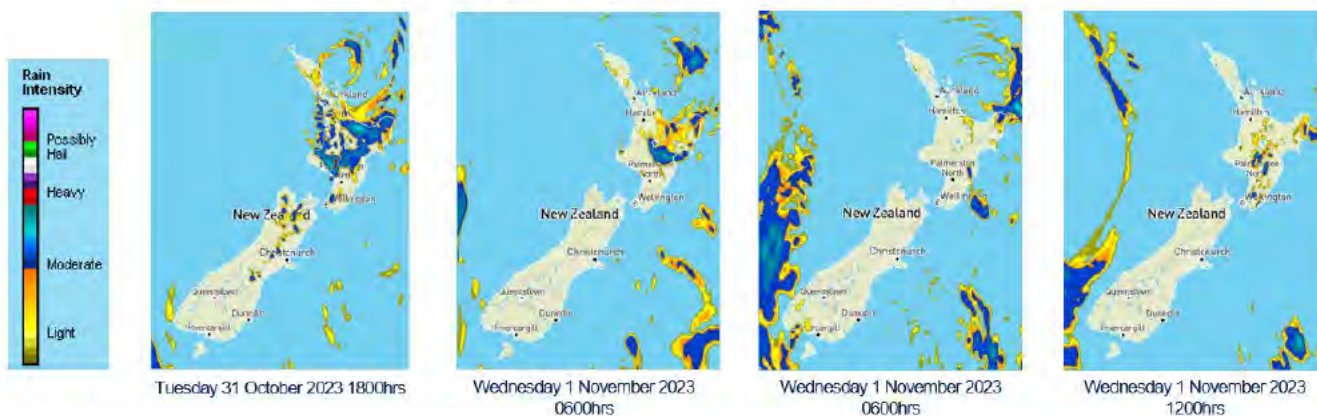 Rain
Intensity
Possibly
Hail
Heavy
Moderate
Light
Hamilton
Palmerston
North
Wellington
New Zealand
Christchurch
Queenstown
Dunedin
Invercargill
Tuesday 31 October 2023 1800hrs
Auckland
Hamilton
North
Wellington
New Zealand
Christchurch
Queenstown
Dunedin
Invercargill
Wednesday 1 November 2023
0600hrs
Auckland
Hamilton
Palmerston
North
New Zealand
Christchurch
Queenstown
Dunedin
Wednesday 1 November 2023
0600hrs
Auckland
Hamilton
North
Wellington
New Zealand
Christchurch
Queenstown
Dunedin
Invercargill
Wednesday 1 November 2023
1200hrs